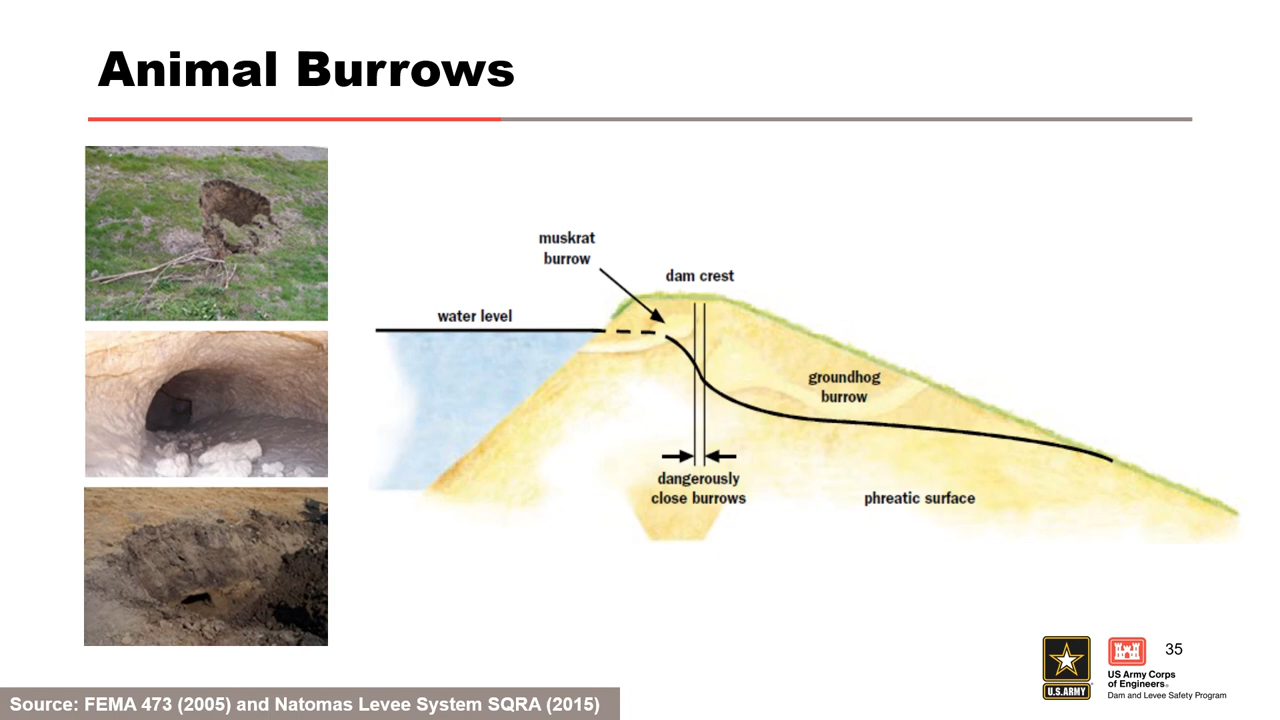 Animal Burrows
muskrat
burrow
dam crest
water level
groundhog
burrow
dangerously
close burrows
phreatic surface
35
U.S.ARMY
US Army Corps
of Engineers®
Dam and Levee Safety Program
Source: FEMA 473 (2005) and Natomas Levee System SQRA (2015)